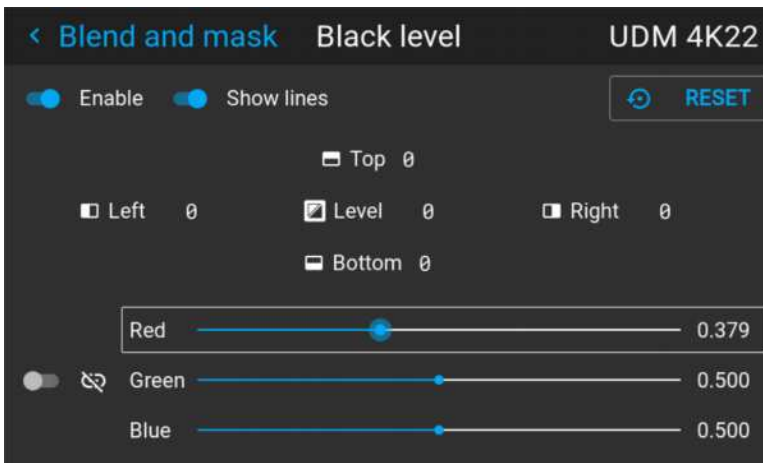 < Blend and mask Black level UDM 4K22
Enable Show lines RESET
Top 0
Left 0 Level 0 Right 0
Bottom 0
Red 0.379
Green 0.500
Blue 0.500